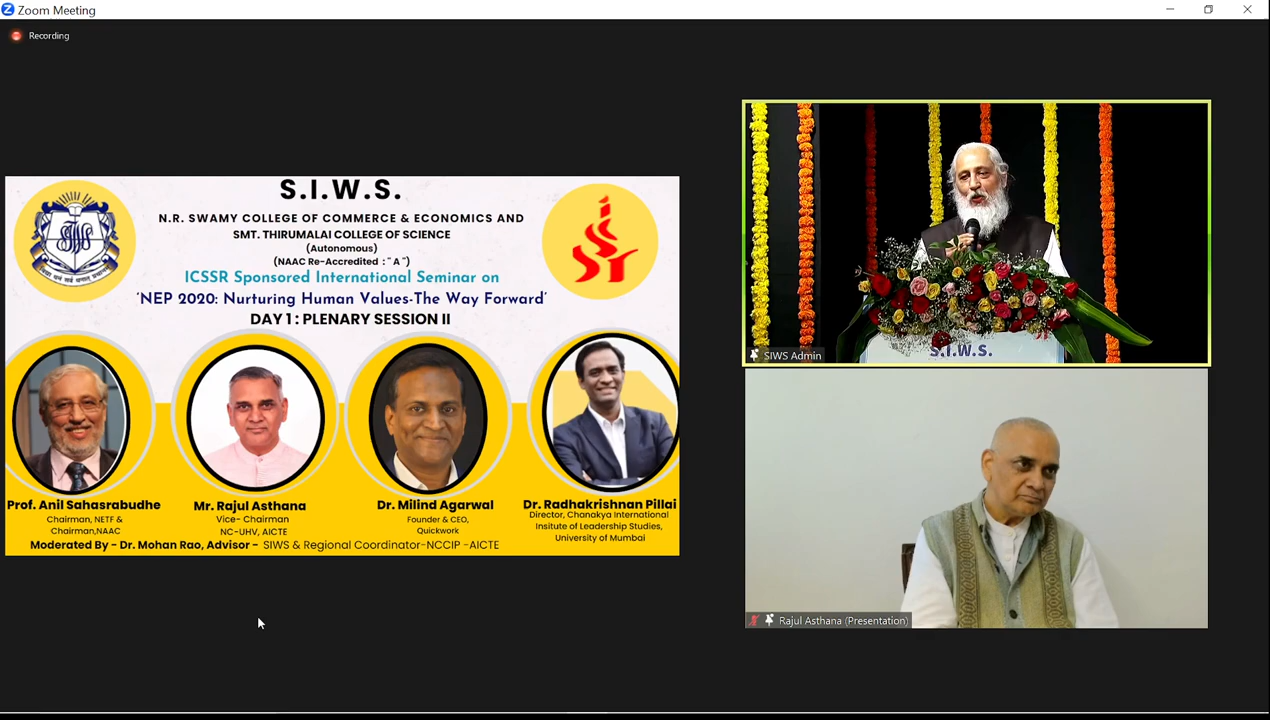 Zoom Meeting
Recording
S.I.W.S.
N.R. SWAMY COLLEGE OF COMMERCE & ECONOMICS AND
SMT. THIRUMALAI COLLEGE OF SCIENCE
(Autonomous)
(NAAC Re-Accredited : " A ")
ICSSR Sponsored International Seminar on
'NEP 2020: Nurturing Human Values-The Way Forward'
DAY 1 : PLENARY SESSION II
Prof. Anil Sahasrabudhe
Chairman, NETF &
Chairman,NAAC
Mr. Rajul Asthana
Vice- Chairman
NC-UHV, AICTE
Dr. Milind Agarwal
Founder & CEO,
Quickwork
Dr. Radhakrishnan Pillai
Director, Chanakya International
Insitute of Leadership Studies,
University of Mumbai
Moderated By - Dr. Mohan Rao, Advisor - SIWS & Regional Coordinator-NCCIP -AICTE
S.I.W.S.
SIWS Admin
Rajul Asthana (Presentation)